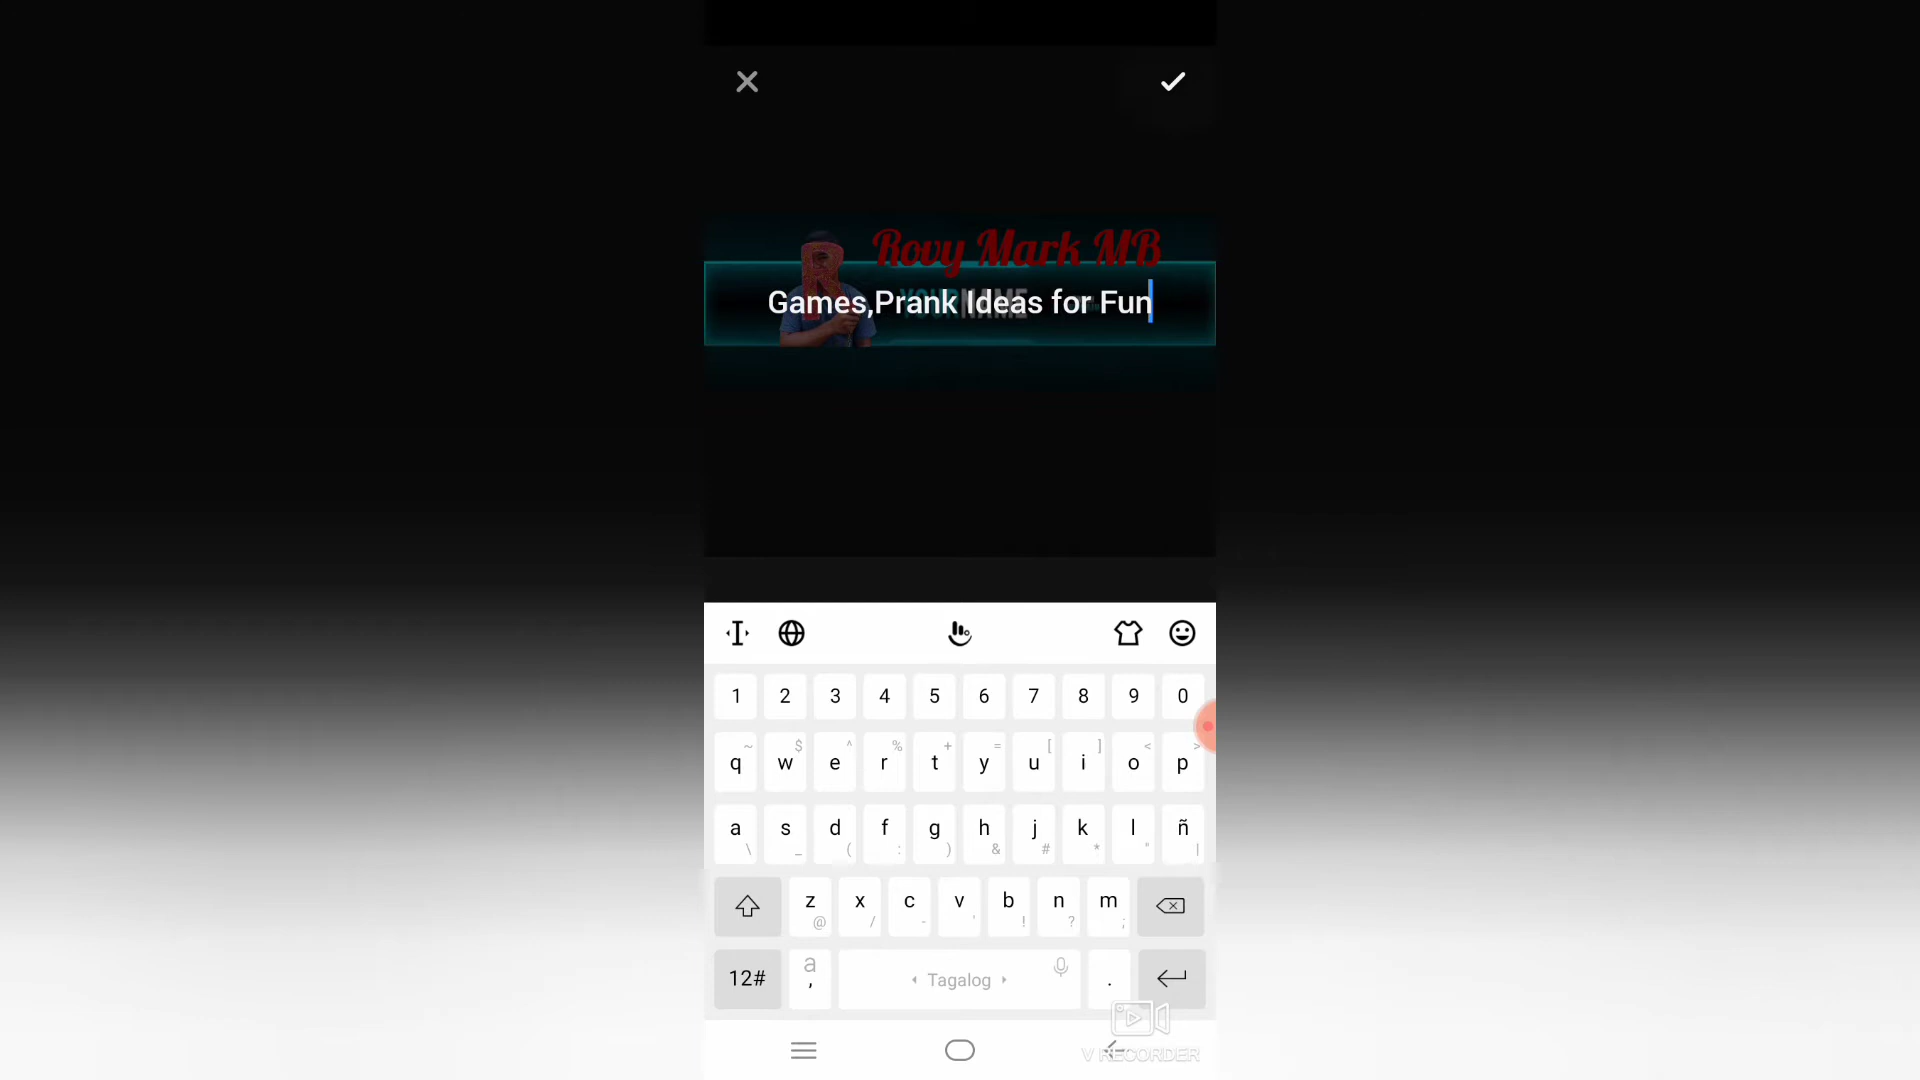 Rovy Mark MB
YOURNAME
Games,Prank Ideas for Fun
1 2 3 4 5 6 7 8 9 0
~ $ ^ % + = [ ] < >
q w e r t y u i o p
a s d f g h j k l ñ
\ _ ( : ) & # * " |
z x c v b n m
@ / - ' ! ? ;
12# a , Tagalog .
V RECORDER